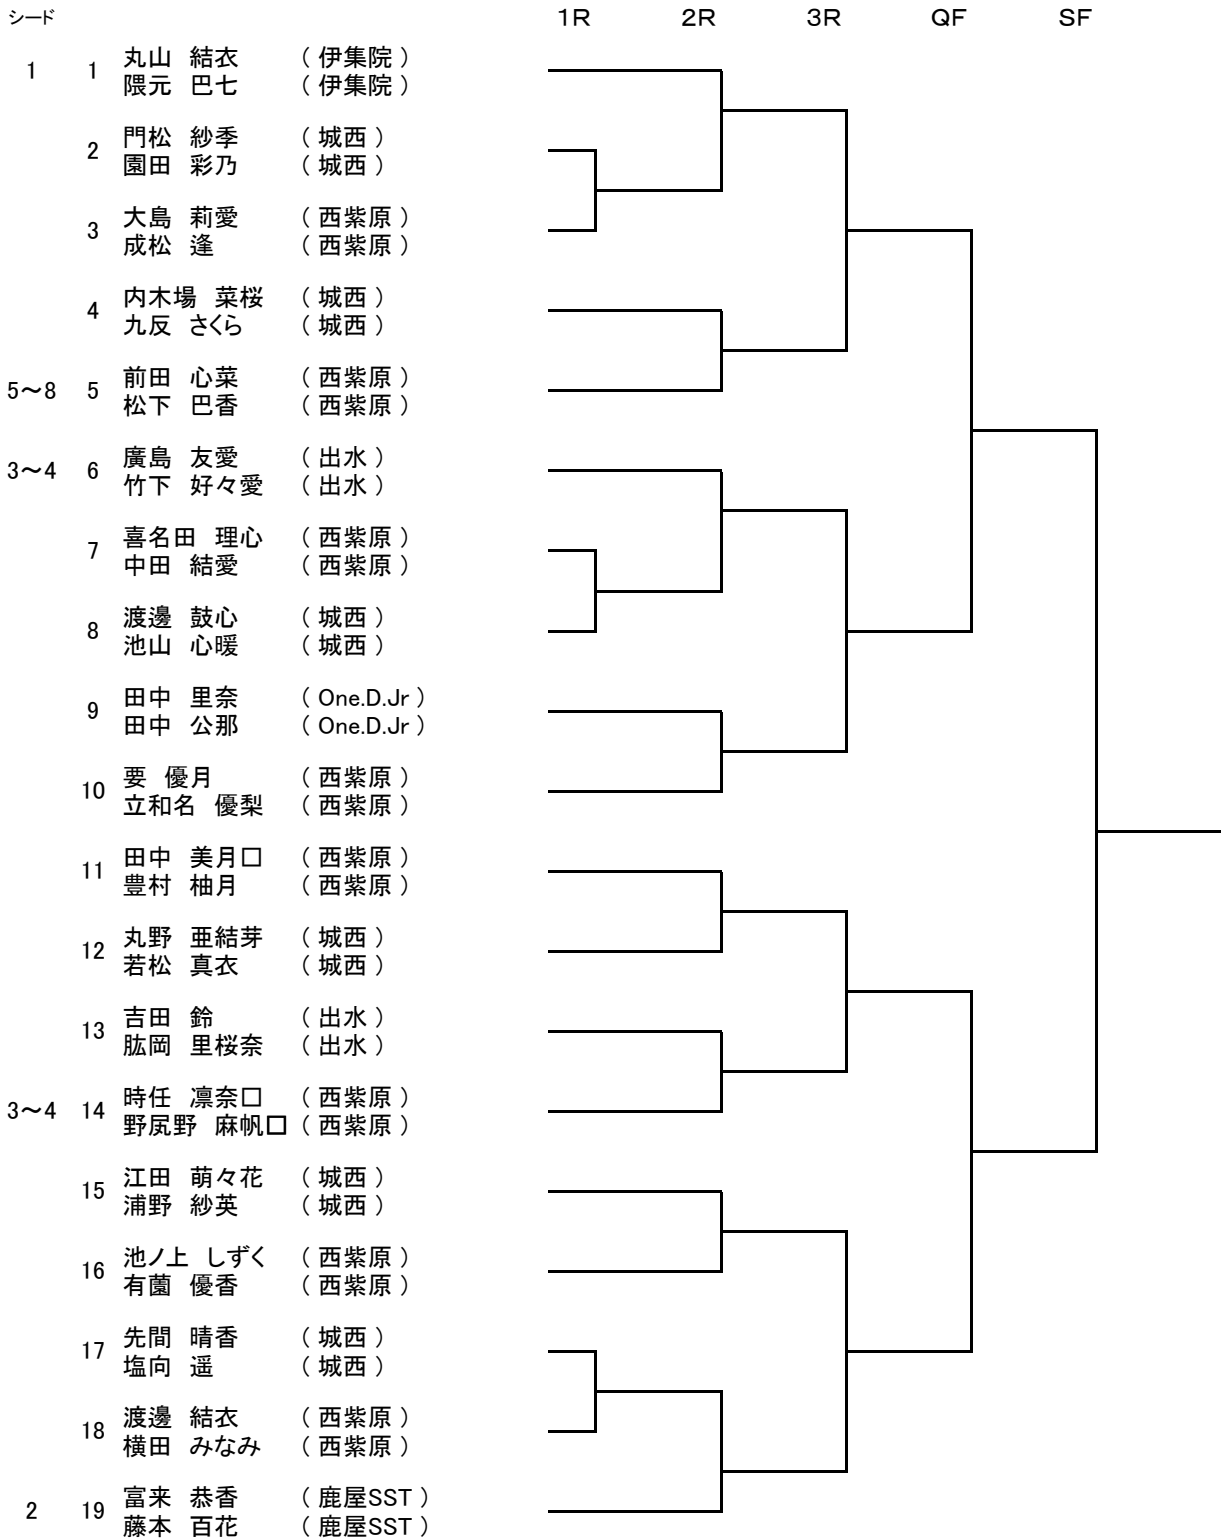 シード 1R 2R 3R QF SF
丸山 結衣 ( 伊集院 )
1 1
隈元 巴七 ( 伊集院 )
門松 紗季 ( 城西 )
2
園田 彩乃 ( 城西 )
大島 莉愛 ( 西紫原 )
3
成松 逢 ( 西紫原 )
内木場 菜桜 ( 城西 )
4
九反 さくら ( 城西 )
前田 心菜 ( 西紫原 )
5～8 5
松下 巴香 ( 西紫原 )
廣島 友愛 ( 出水 )
3～4 6
竹下 好々愛 ( 出水 )
喜名田 理心 ( 西紫原 )
7
中田 結愛 ( 西紫原 )
渡邊 鼓心 ( 城西 )
8
池山 心暖 ( 城西 )
田中 里奈 ( One.D.Jr )
9
田中 公那 ( One.D.Jr )
要 優月 ( 西紫原 )
10
立和名 優梨 ( 西紫原 )
田中 美月□ ( 西紫原 )
11
豊村 柚月 ( 西紫原 )
丸野 亜結芽 ( 城西 )
12
若松 真衣 ( 城西 )
吉田 鈴 ( 出水 )
13
肱岡 里桜奈 ( 出水 )
時任 凛奈□ ( 西紫原 )
3～4 14
野尻野 麻帆□ ( 西紫原 )
江田 萌々花 ( 城西 )
15
浦野 紗英 ( 城西 )
池ノ上 しずく ( 西紫原 )
16
有薗 優香 ( 西紫原 )
先間 晴香 ( 城西 )
17
塩向 遥 ( 城西 )
渡邊 結衣 ( 西紫原 )
18
横田 みなみ ( 西紫原 )
富来 恭香 ( 鹿屋SST )
2 19
藤本 百花 ( 鹿屋SST )